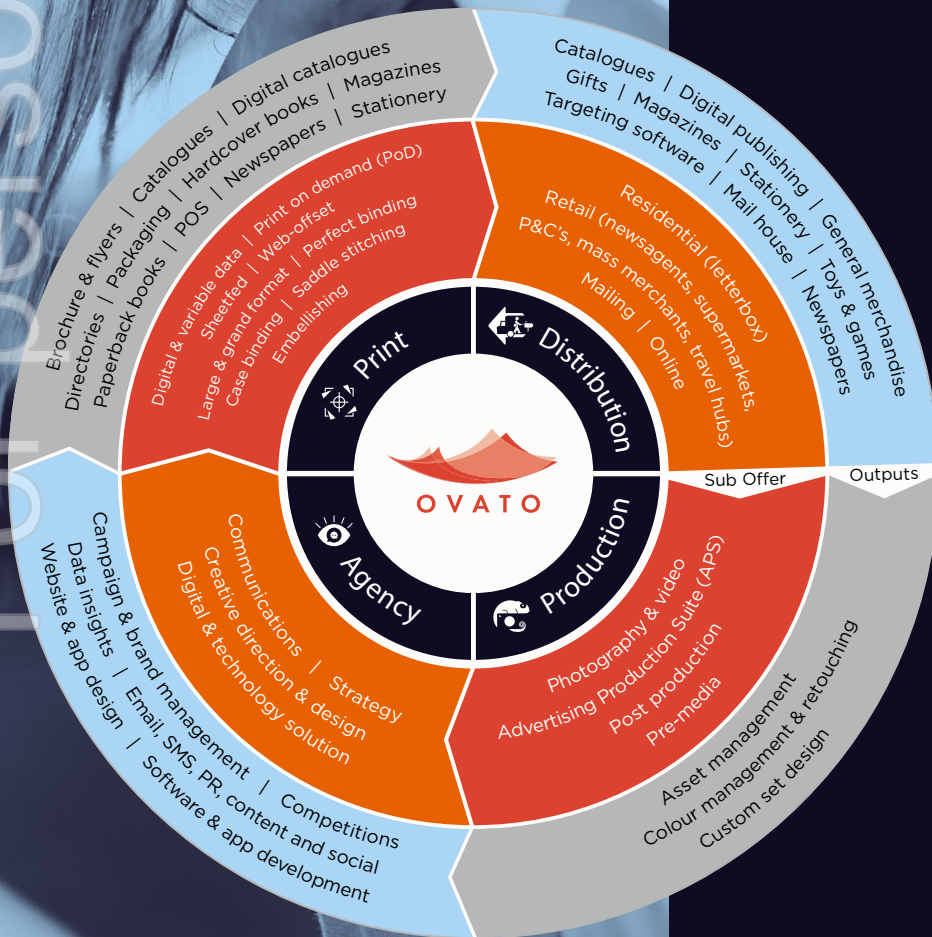 Brochure & flyers | Catalogues | Digital catalogues
Directories | Packaging | Hardcover books | Magazines
Paperback books | POS | Newspapers | Stationery
Digital & variable data | Print on demand (PoD)
Sheetfed | Web-offset
Large & grand format | Perfect binding
Case binding | Saddle stitching
Embellishing
Print
Catalogues | Digital publishing | General merchandise
Gifts | Magazines | Stationery | Toys & games
Targeting software | Mail house | Newspapers
Residential (letterbox)
Retail (newsagents, supermarkets,
P&C's, mass merchants, travel hubs)
Mailing | Online
Distribution
OVATO
Sub Offer
Outputs
Production
Photography & video
Advertising Production Suite (APS)
Post production
Pre-media
Asset management
Colour management & retouching
Custom set design
Agency
Communications | Strategy
Creative direction & design
Digital & technology solution
Campaign & brand management | Competitions
Data insights | Email, SMS, PR, content and social
Website & app design | Software & app development